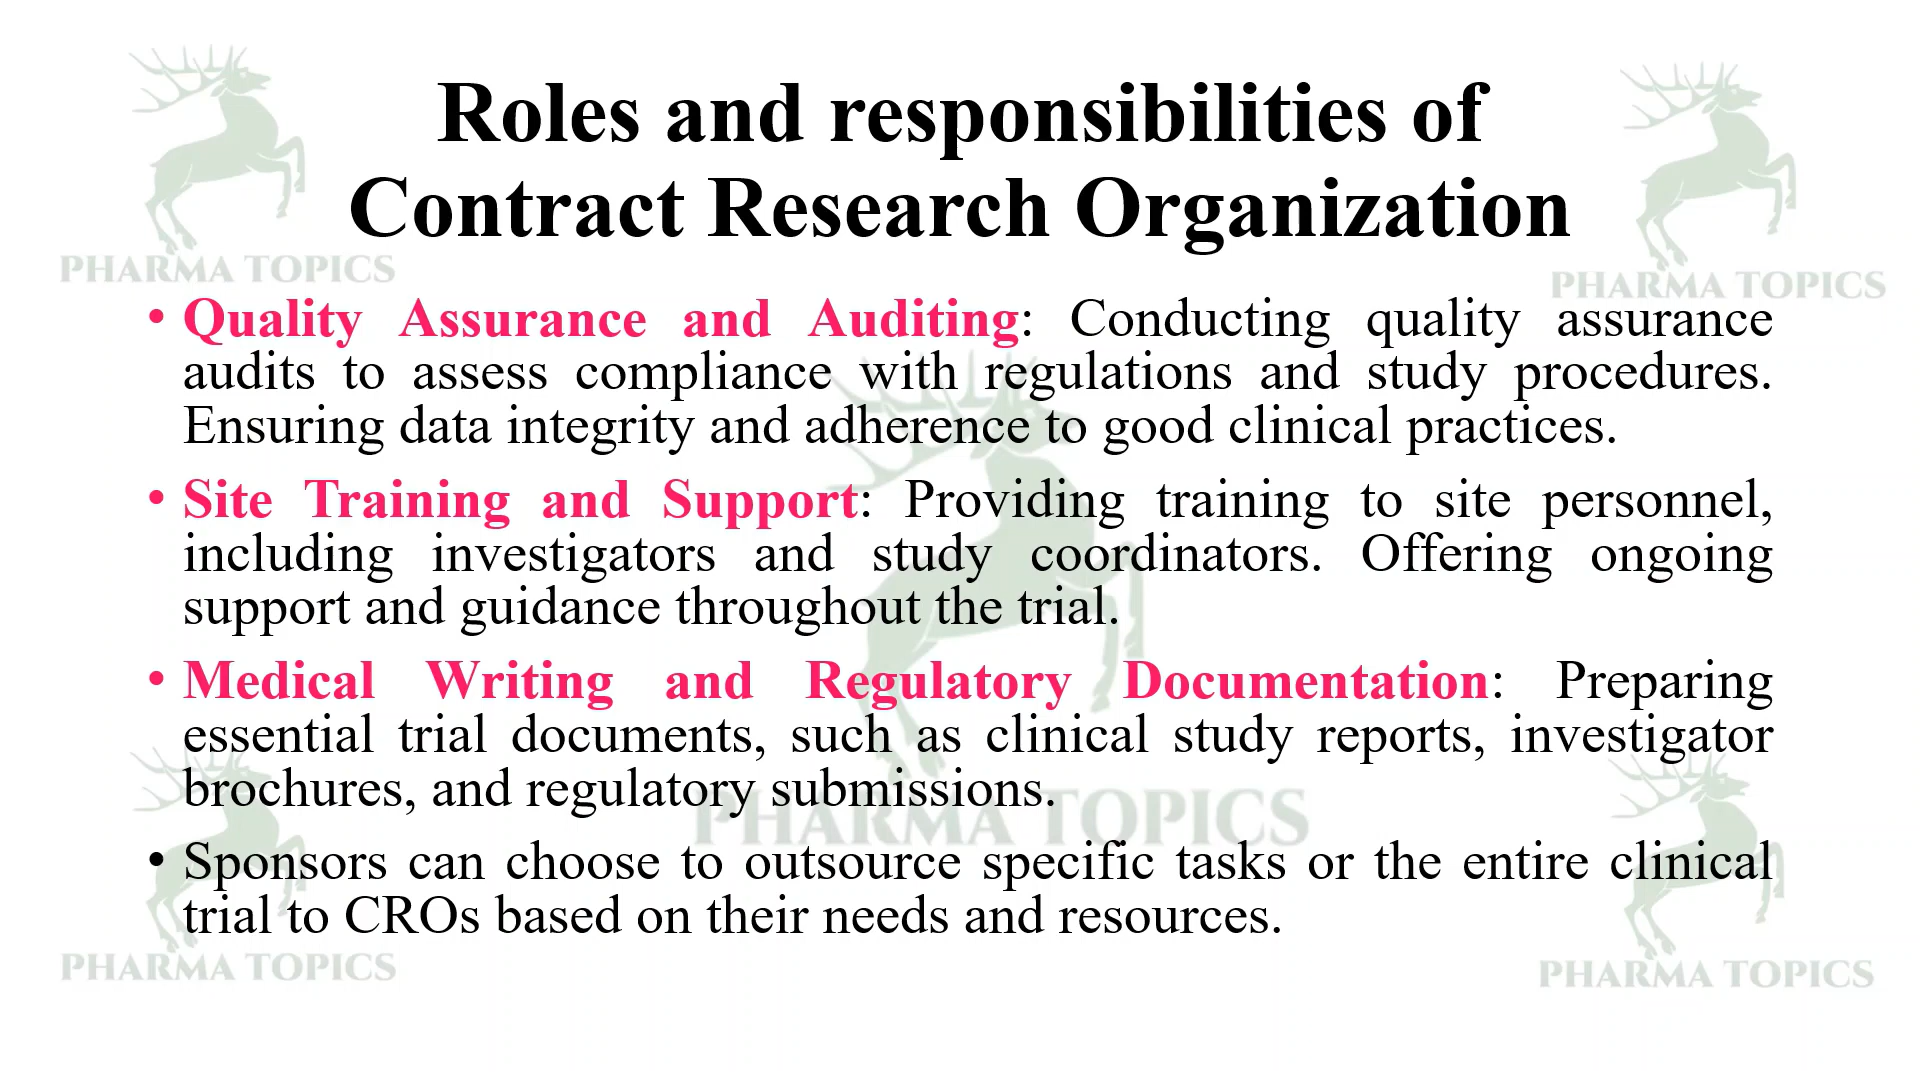 Roles and responsibilities of
Contract Research Organization
PHARMA TOPICS
PHARMA TOPICS
• Quality Assurance and Auditing: Conducting quality assurance
audits to assess compliance with regulations and study procedures.
Ensuring data integrity and adherence to good clinical practices.
• Site Training and Support: Providing training to site personnel,
including investigators and study coordinators. Offering ongoing
support and guidance throughout the trial.
• Medical Writing and Regulatory Documentation: Preparing
essential trial documents, such as clinical study reports, investigator
brochures, and regulatory submissions.
PHARMA TOPICS
• Sponsors can choose to outsource specific tasks or the entire clinical
trial to CROs based on their needs and resources.
PHARMA TOPICS
PHARMA TOPICS